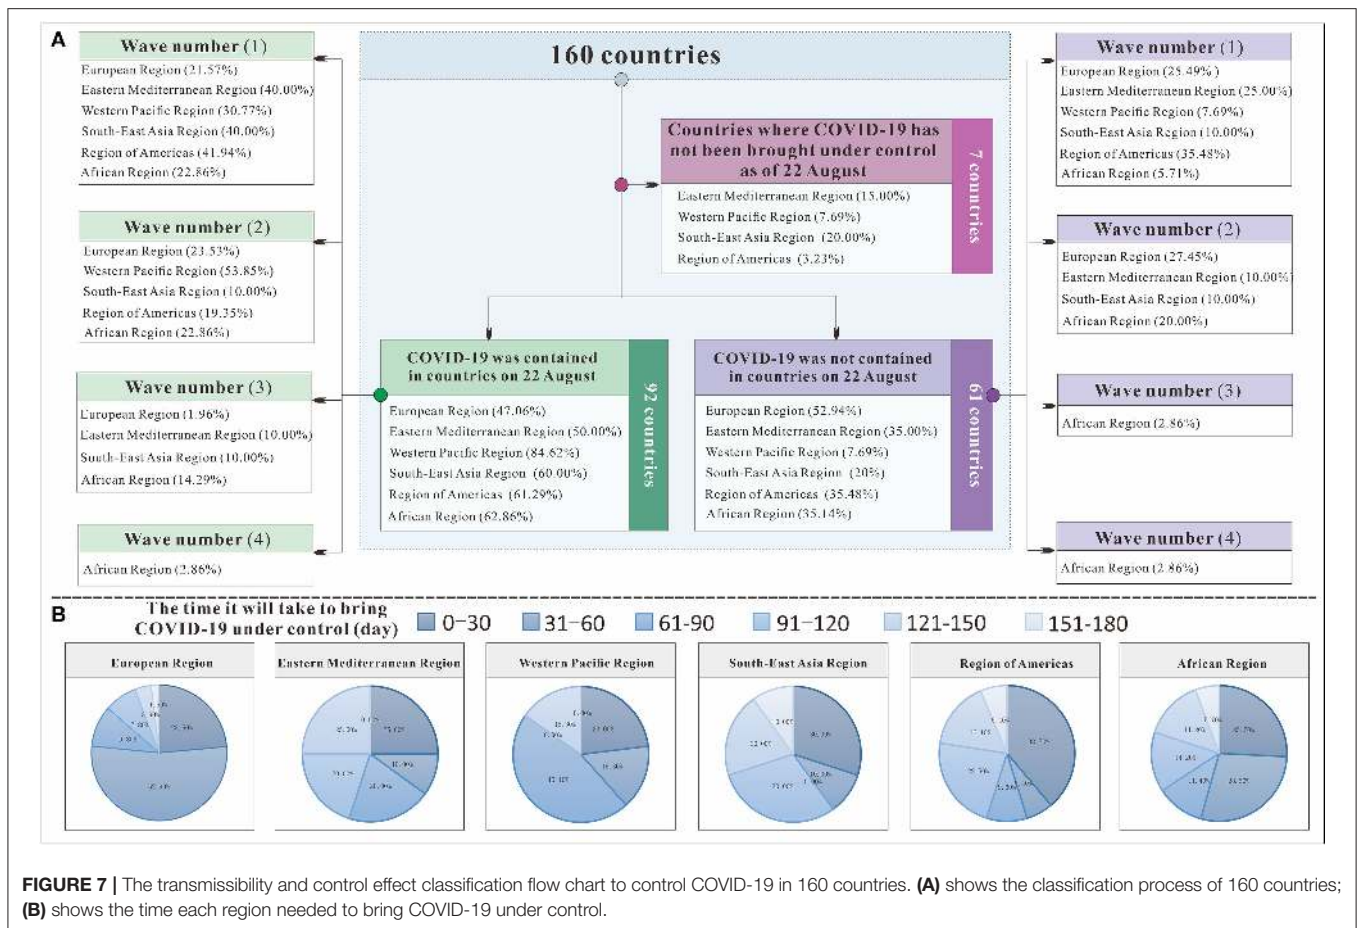 A
Wave number (1)
European Region (21.57%)
Eastern Mediterranean Region (40.00%)
Western Pacific Region (30.77%)
South-East Asia Region (40.00%)
Region of Americas (41.94%)
African Region (22.86%)
Wave number (2)
European Region (23.53%)
Western Pacific Region (53.85%)
South-East Asia Region (10.00%)
Region of Americas (19.35%)
African Region (22.86%)
Wave number (3)
European Region (1.96%)
Eastern Mediterranean Region (10.00%)
South-East Asia Region (10.00%)
African Region (14.29%)
Wave number (4)
African Region (2.86%)
160 countries
Countries where COVID-19 has
not been brought under control
as of 22 August
Eastern Mediterranean Region (15.00%)
Western Pacific Region (7.69%)
South-East Asia Region (20.00%)
Region of Americas (3.23%)
7 countries
COVID-19 was contained
in countries on 22 August
European Region (47.06%)
Eastern Mediterranean Region (50.00%)
Western Pacific Region (84.62%)
South-East Asia Region (60.00%)
Region of Americas (61.29%)
African Region (62.86%)
92 countries
COVID-19 was not contained
in countries on 22 August
European Region (52.94%)
Eastern Mediterranean Region (35.00%)
Western Pacific Region (7.69%)
South-East Asia Region (20%)
Region of Americas (35.48%)
African Region (35.14%)
61 countries
Wave number (1)
European Region (25.49%)
Eastern Mediterranean Region (25.00%)
Western Pacific Region (7.69%)
South-East Asia Region (10.00%)
Region of Americas (35.48%)
African Region (5.71%)
Wave number (2)
European Region (27.45%)
Eastern Mediterranean Region (10.00%)
South-East Asia Region (10.00%)
African Region (20.00%)
Wave number (3)
African Region (2.86%)
Wave number (4)
African Region (2.86%)
B
The time it will take to bring
COVID-19 under control (day)
0-30
31-60
61-90
91-120
121-150
151-180
European Region
Eastern Mediterranean Region
Western Pacific Region
South-East Asia Region
Region of Americas
African Region
FIGURE 7 | The transmissibility and control effect classification flow chart to control COVID-19 in 160 countries. (A) shows the classification process of 160 countries;
(B) shows the time each region needed to bring COVID-19 under control.